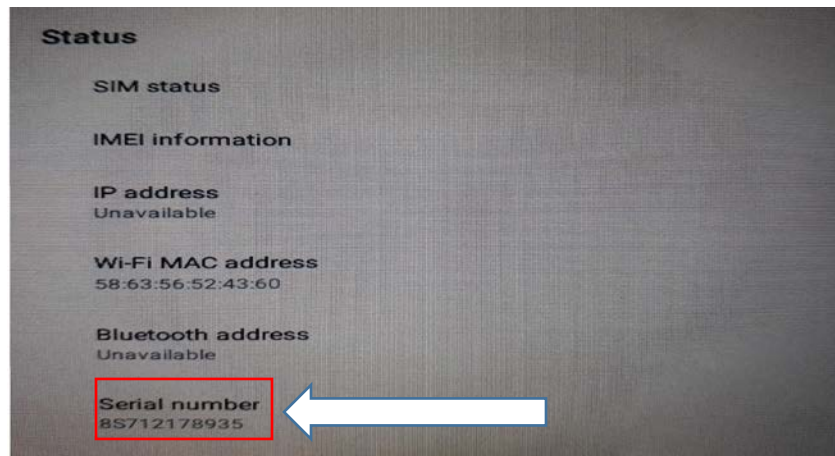 Status
SIM status
IMEI information
IP address
Unavailable
Wi-Fi MAC address
58:63:56:52:43:60
Bluetooth address
Unavailable
Serial number
8S712178935